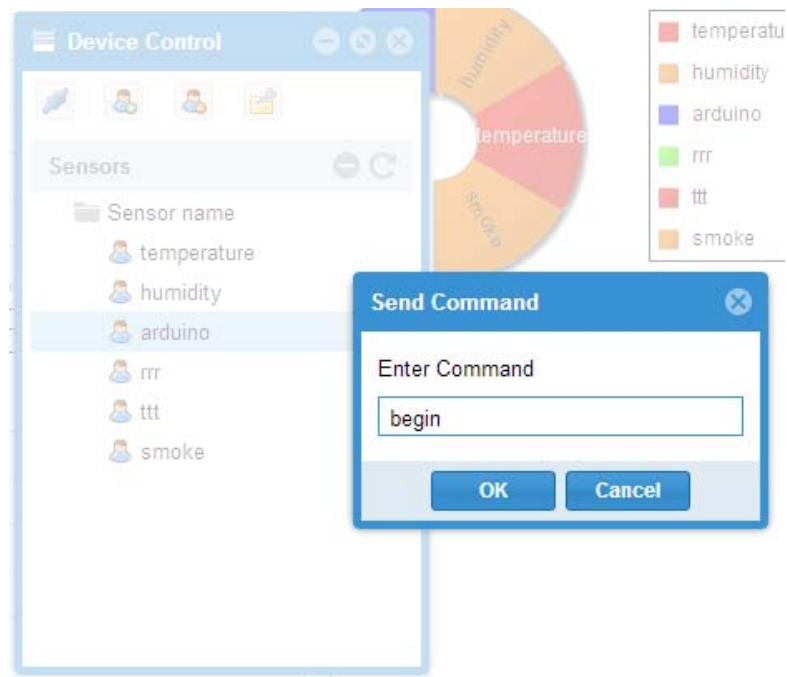 Device Control
Sensors
Sensor name
temperature
humidity
arduino
rrr
ttt
smoke
humidity
temperature
smoke
temperatu
humidity
arduino
rrr
ttt
smoke
Send Command
Enter Command
begin
OK
Cancel